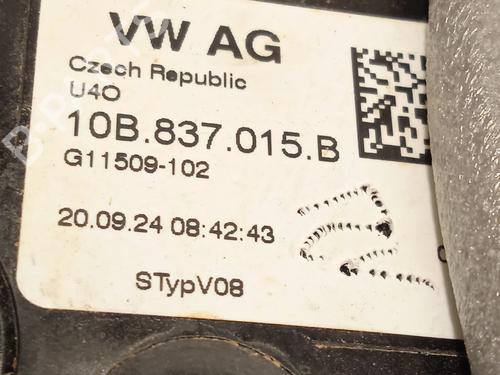 VW AG
Czech Republic
U4O
10B.837.015.B
G11509-102
20.09.24 08:42:43
STypV08